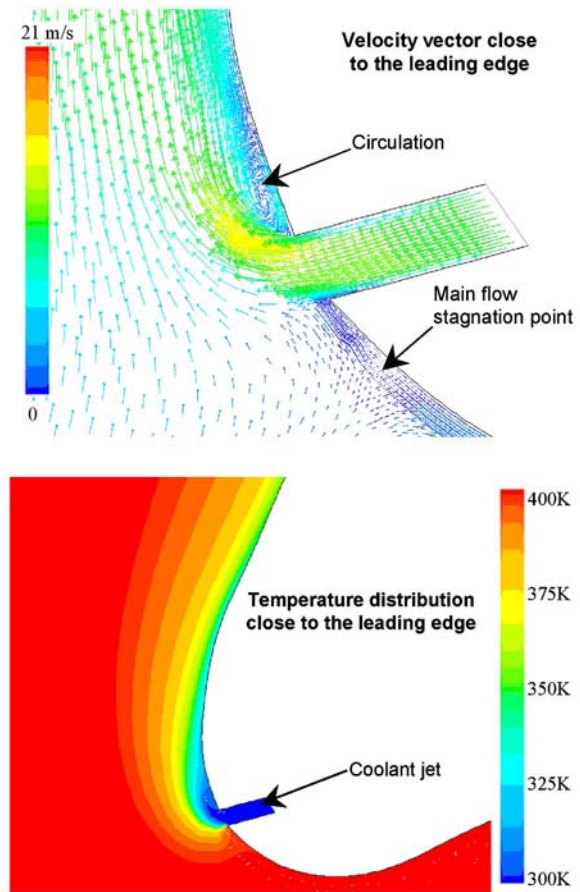 21 m/s
Velocity vector close
to the leading edge
Circulation
Main flow
stagnation point
0
400K
375K
Temperature distribution
close to the leading edge
350K
Coolant jet
325K
300K